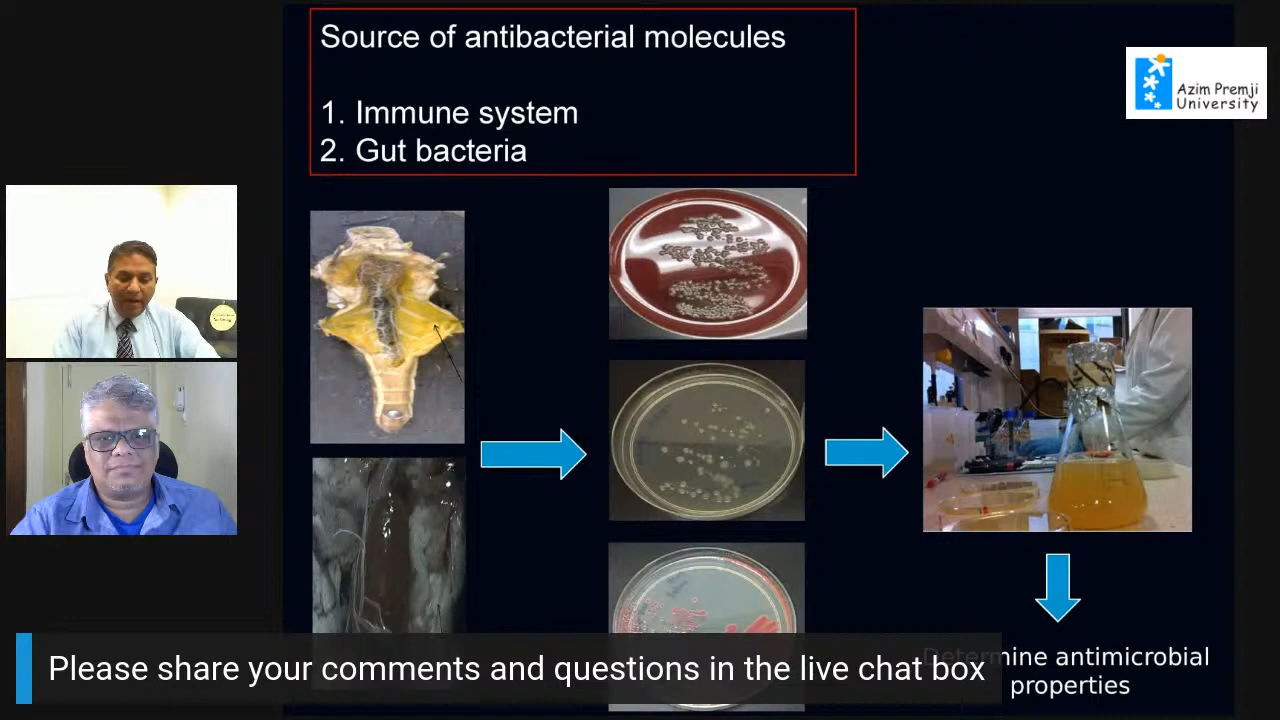 Source of antibacterial molecules
1. Immune system
2. Gut bacteria
Azim Premji
University
Determine antimicrobial
properties
Please share your comments and questions in the live chat box